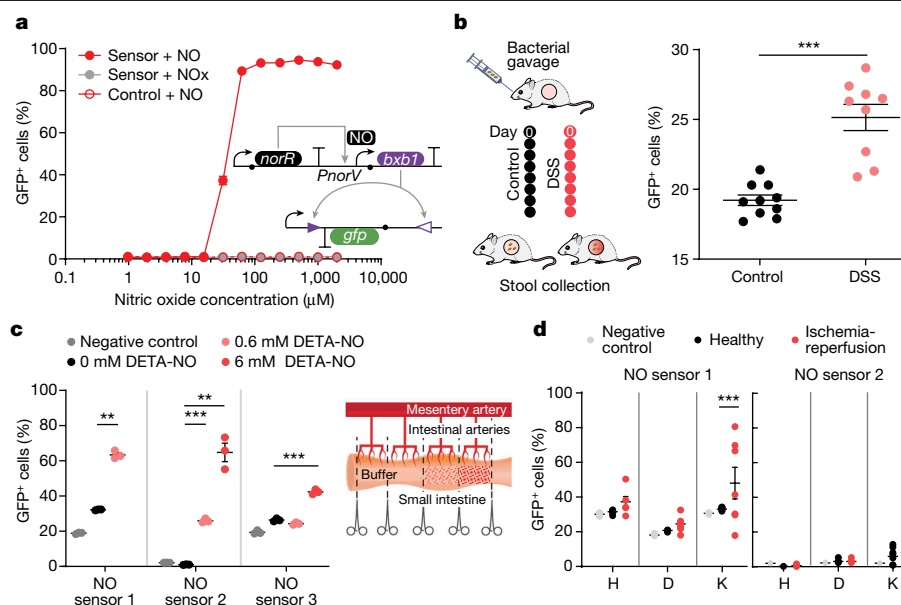 a
GFP+ cells (%)
100
80
60
40
20
0
Sensor + NO
Sensor + NOx
Control + NO
norR
NO
bxb1
PnorV
gfp
0.1 1 10 100 1,000 10,000
Nitric oxide concentration (μM)
b
Bacterial
gavage
Day 0 0
Control
DSS
Stool collection
GFP+ cells (%)
30
25
20
15
***
Control DSS
c
Negative control
0 mM DETA-NO
0.6 mM DETA-NO
6 mM DETA-NO
GFP+ cells (%)
100
80
60
40
20
0
**
**
***
***
NO
sensor 1
NO
sensor 2
NO
sensor 3
Mesentery artery
Intestinal arteries
Buffer
Small intestine
d
Negative
control
Healthy
Ischemia-
reperfusion
NO sensor 1 NO sensor 2
GFP+ cells (%)
100
80
60
40
20
0
***
H D K H D K